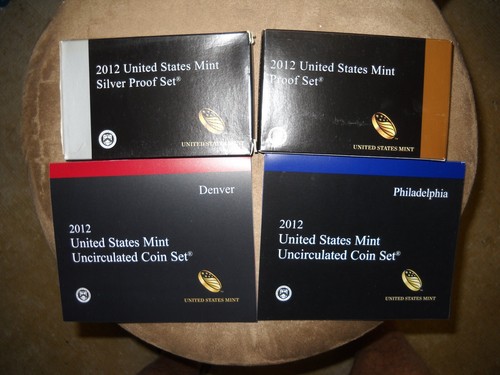 2012 United States Mint
Silver Proof Set®
UNITED STATES MINT
2012 United States Mint
Proof Set®
UNITED STATES MINT
Denver
2012
United States Mint
Uncirculated Coin Set®
UNITED STATES MINT
Philadelphia
2012
United States Mint
Uncirculated Coin Set®
UNITED STATES MINT